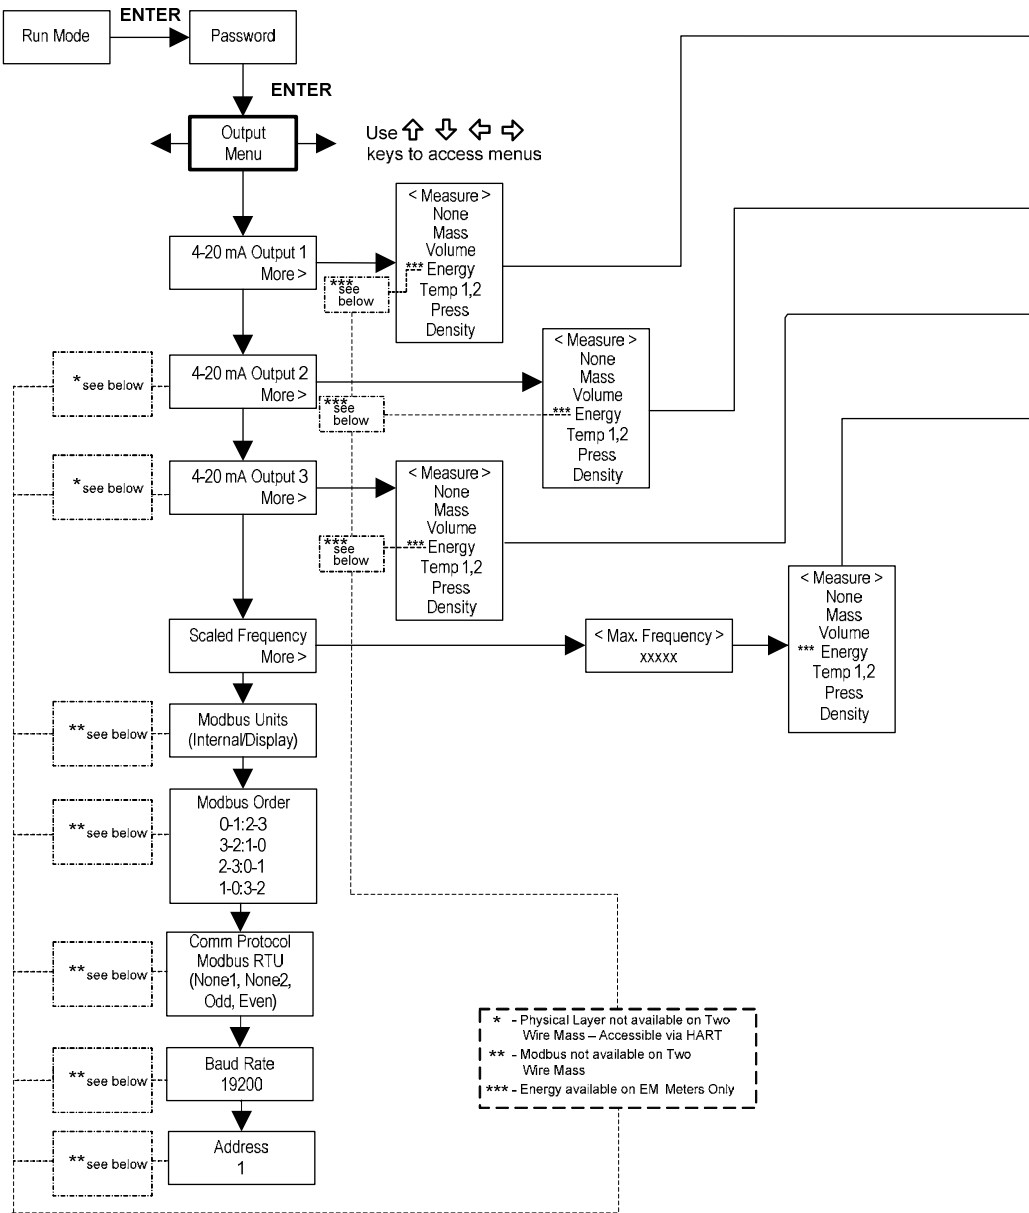 ENTER
Run Mode
Password
ENTER
Output
Menu
Use
keys to access menus
4-20 mA Output 1
More >
< Measure >
None
Mass
Volume
*** Energy
Temp 1,2
Press
Density
***
see
below
* see below
4-20 mA Output 2
More >
< Measure >
None
Mass
Volume
*** Energy
Temp 1,2
Press
Density
***
see
below
* see below
4-20 mA Output 3
More >
< Measure >
None
Mass
Volume
*** Energy
Temp 1,2
Press
Density
***
see
below
Scaled Frequency
More >
< Max. Frequency >
xxxxx
< Measure >
None
Mass
Volume
*** Energy
Temp 1,2
Press
Density
** see below
Modbus Units
(Internal/Display)
** see below
Modbus Order
0-1:2-3
3-2:1-0
2-3:0-1
1-0:3-2
** see below
Comm Protocol
Modbus RTU
(None1, None2,
Odd, Even)
** see below
Baud Rate
19200
** see below
Address
1
* - Physical Layer not available on Two
Wire Mass – Accessible via HART
** - Modbus not available on Two
Wire Mass
*** - Energy available on EM Meters Only